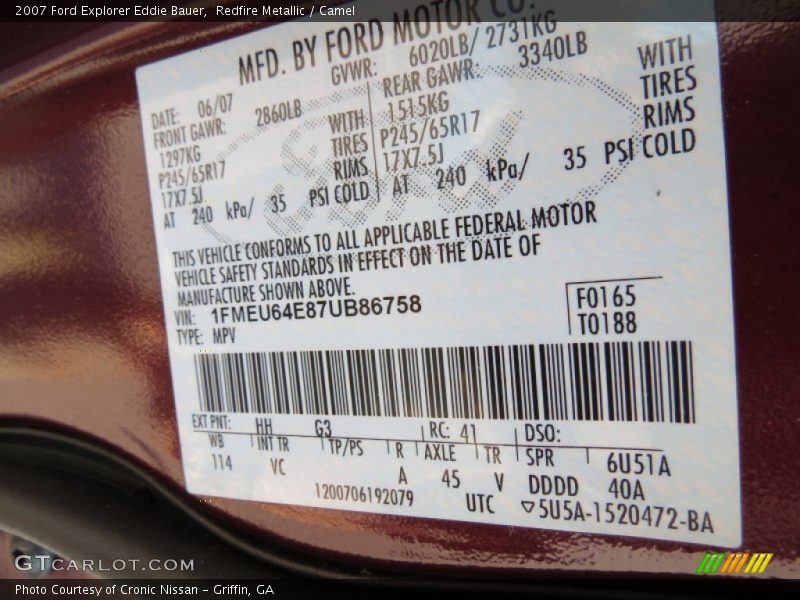 2007 Ford Explorer Eddie Bauer, Redfire Metallic / Camel
MFD. BY FORD MOTOR CO.
DATE: 06/07 GVWR: 6020LB/ 2731KG
FRONT GAWR: 2860LB REAR GAWR: 3340LB
1297KG WITH 1515KG WITH
P245/65R17 TIRES P245/65R17 TIRES
17X7.5J RIMS 17X7.5J RIMS
AT 240 kPa/ 35 PSI COLD AT 240 kPa/ 35 PSI COLD
THIS VEHICLE CONFORMS TO ALL APPLICABLE FEDERAL MOTOR
VEHICLE SAFETY STANDARDS IN EFFECT ON THE DATE OF
MANUFACTURE SHOWN ABOVE.
VIN: 1FMEU64E87UB86758 F0165
TYPE: MPV T0188
EXT PNT: HH G3 RC: 41 DSO:
WB INT TR TP/PS R AXLE TR SPR 6U51A
114 VC A 45 V DDDD 40A
1200706192079 UTC ▽5U5A-1520472-BA
GTCARLOT.COM
Photo Courtesy of Cronic Nissan - Griffin, GA